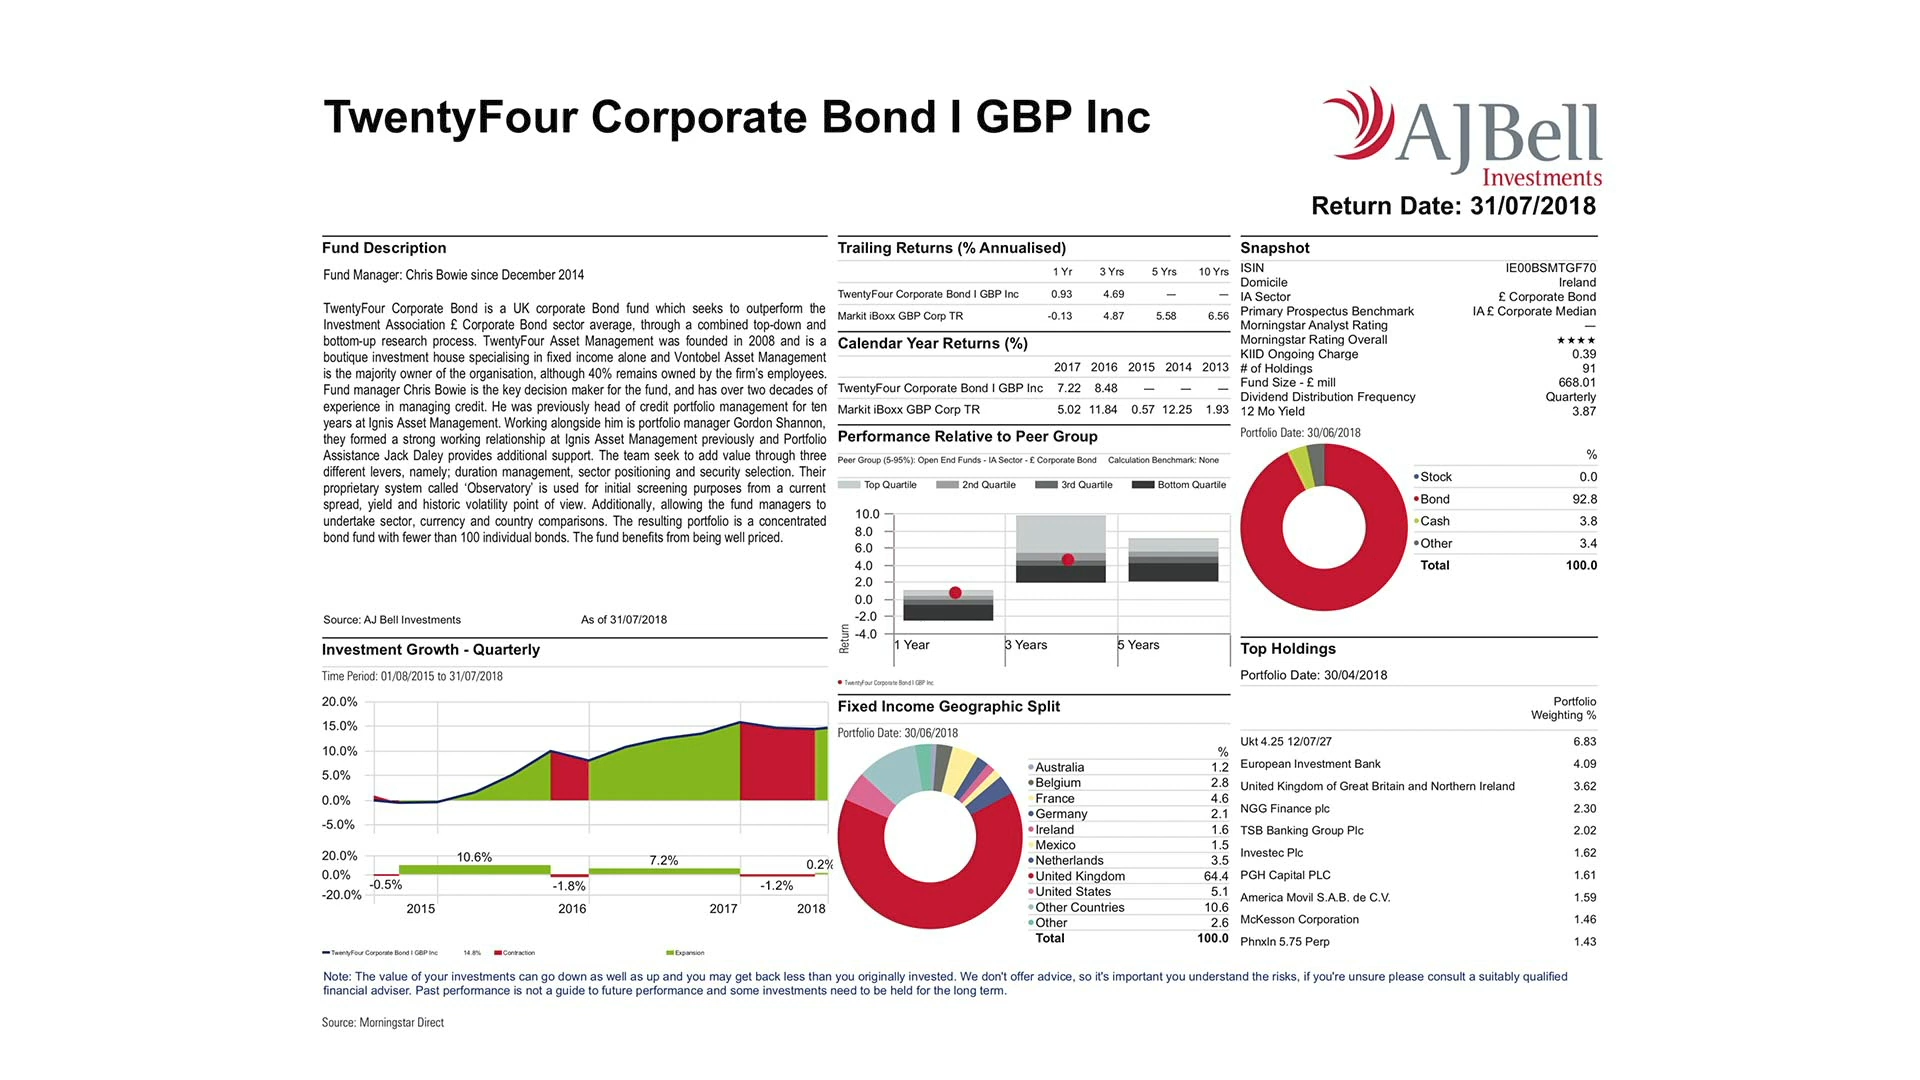 TwentyFour Corporate Bond I GBP Inc
AJBell
Investments
Return Date: 31/07/2018
Fund Description
Fund Manager: Chris Bowie since December 2014
TwentyFour Corporate Bond is a UK corporate Bond fund which seeks to outperform the
Investment Association £ Corporate Bond sector average, through a combined top-down and
bottom-up research process. TwentyFour Asset Management was founded in 2008 and is a
boutique investment house specialising in fixed income alone and Vontobel Asset Management
is the majority owner of the organisation, although 40% remains owned by the firm's employees.
Fund manager Chris Bowie is the key decision maker for the fund, and has over two decades of
experience in managing credit. He was previously head of credit portfolio management for ten
years at Ignis Asset Management. Working alongside him is portfolio manager Gordon Shannon,
they formed a strong working relationship at Ignis Asset Management previously and Portfolio
Assistance Jack Daley provides additional support. The team seek to add value through three
different levers, namely; duration management, sector positioning and security selection. Their
proprietary system called 'Observatory' is used for initial screening purposes from a current
spread, yield and historic volatility point of view. Additionally, allowing the fund managers to
undertake sector, currency and country comparisons. The resulting portfolio is a concentrated
bond fund with fewer than 100 individual bonds. The fund benefits from being well priced.
Source: AJ Bell Investments As of 31/07/2018
Investment Growth - Quarterly
Time Period: 01/08/2015 to 31/07/2018
20.0%
15.0%
10.0%
5.0%
0.0%
-5.0%
20.0%
0.0%
-20.0%
-0.5% 10.6% -1.8% 7.2% -1.2% 0.2%
2015 2016 2017 2018
TwentyFour Corporate Bond I GBP Inc 14.8% Contraction Expansion
Trailing Returns (% Annualised)
1 Yr 3 Yrs 5 Yrs 10 Yrs
TwentyFour Corporate Bond I GBP Inc 0.93 4.69 — —
Markit iBoxx GBP Corp TR -0.13 4.87 5.58 6.56
Calendar Year Returns (%)
2017 2016 2015 2014 2013
TwentyFour Corporate Bond I GBP Inc 7.22 8.48 — — —
Markit iBoxx GBP Corp TR 5.02 11.84 0.57 12.25 1.93
Performance Relative to Peer Group
Peer Group (5-95%): Open End Funds - IA Sector - £ Corporate Bond Calculation Benchmark: None
Top Quartile 2nd Quartile 3rd Quartile Bottom Quartile
10.0
8.0
6.0
4.0
2.0
0.0
-2.0
-4.0
Return
1 Year 3 Years 5 Years
TwentyFour Corporate Bond I GBP Inc
Fixed Income Geographic Split
Portfolio Date: 30/06/2018
%
Australia 1.2
Belgium 2.8
France 4.6
Germany 2.1
Ireland 1.6
Mexico 1.5
Netherlands 3.5
United Kingdom 64.4
United States 5.1
Other Countries 10.6
Other 2.6
Total 100.0
Snapshot
ISIN IE00BSMTGF70
Domicile Ireland
IA Sector £ Corporate Bond
Primary Prospectus Benchmark IA £ Corporate Median
Morningstar Analyst Rating —
Morningstar Rating Overall ★★★★
KIID Ongoing Charge 0.39
# of Holdings 91
Fund Size - £ mill 668.01
Dividend Distribution Frequency Quarterly
12 Mo Yield 3.87
Portfolio Date: 30/06/2018
%
Stock 0.0
Bond 92.8
Cash 3.8
Other 3.4
Total 100.0
Top Holdings
Portfolio Date: 30/04/2018
Portfolio
Weighting %
Ukt 4.25 12/07/27 6.83
European Investment Bank 4.09
United Kingdom of Great Britain and Northern Ireland 3.62
NGG Finance plc 2.30
TSB Banking Group Plc 2.02
Investec Plc 1.62
PGH Capital PLC 1.61
America Movil S.A.B. de C.V. 1.59
McKesson Corporation 1.46
Phnxln 5.75 Perp 1.43
Note: The value of your investments can go down as well as up and you may get back less than you originally invested. We don't offer advice, so it's important you understand the risks, if you're unsure please consult a suitably qualified
financial adviser. Past performance is not a guide to future performance and some investments need to be held for the long term.
Source: Morningstar Direct